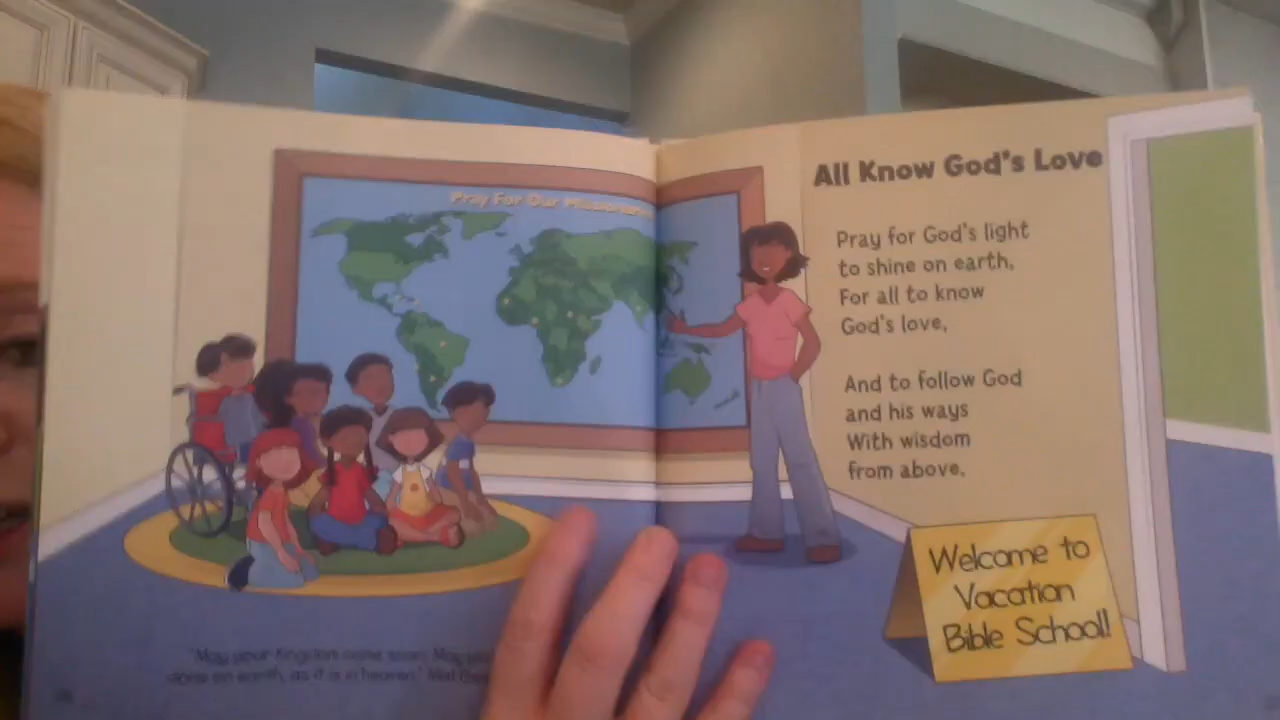 Pray For Our Missionaries
All Know God's Love
Pray for God's light
to shine on earth,
For all to know
God's love,
And to follow God
and his ways
With wisdom
from above.
Welcome to
Vacation
Bible School!
"May your Kingdom come soon. May
done on earth, as it is in heaven."